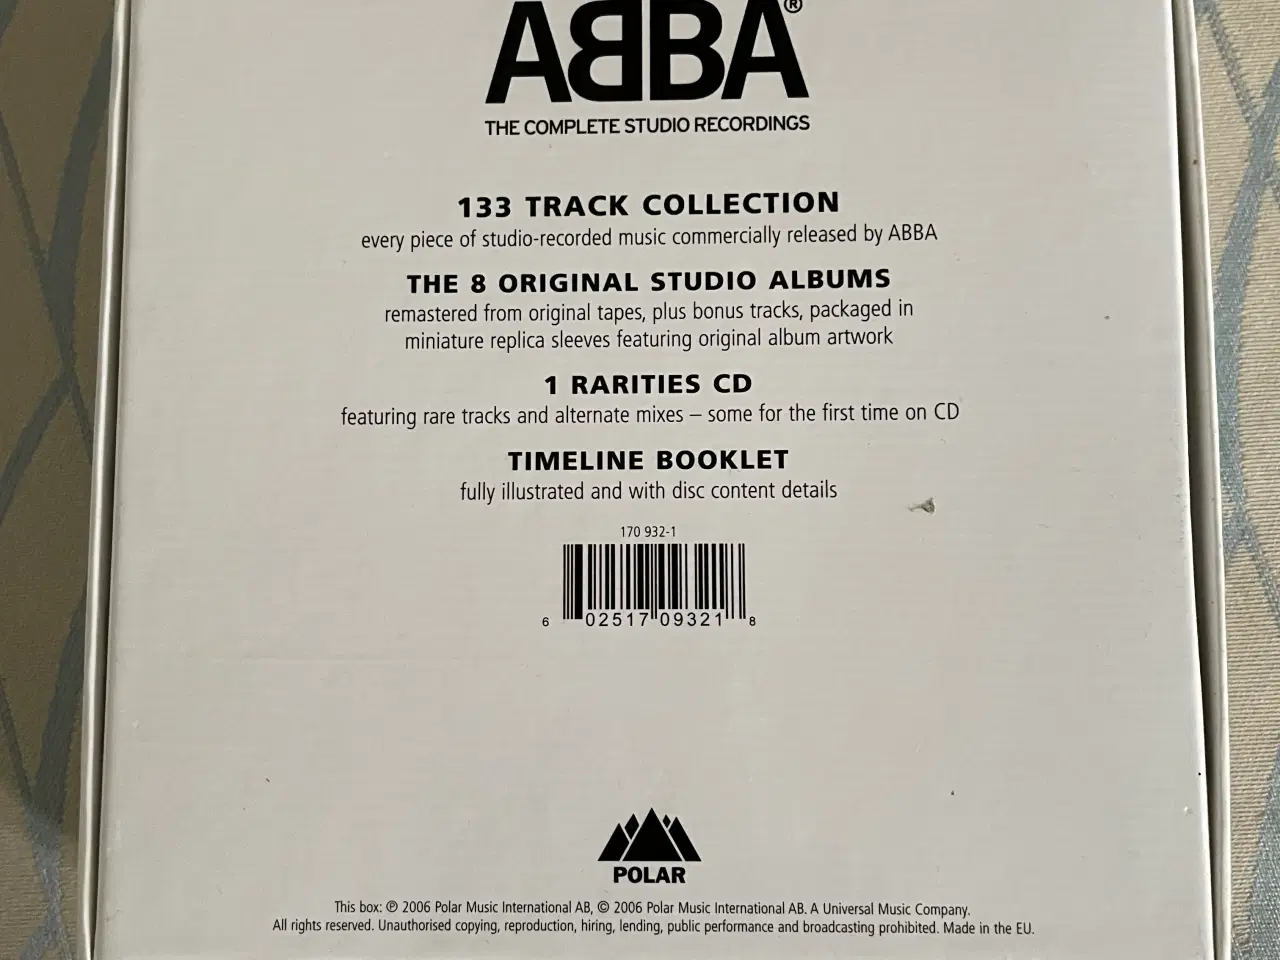 ABBA®
THE COMPLETE STUDIO RECORDINGS
133 TRACK COLLECTION
every piece of studio-recorded music commercially released by ABBA
THE 8 ORIGINAL STUDIO ALBUMS
remastered from original tapes, plus bonus tracks, packaged in
miniature replica sleeves featuring original album artwork
1 RARITIES CD
featuring rare tracks and alternate mixes – some for the first time on CD
TIMELINE BOOKLET
fully illustrated and with disc content details
170 932-1
6 02517 09321 8
POLAR
This box: ℗ 2006 Polar Music International AB, © 2006 Polar Music International AB. A Universal Music Company.
All rights reserved. Unauthorised copying, reproduction, hiring, lending, public performance and broadcasting prohibited. Made in the EU.